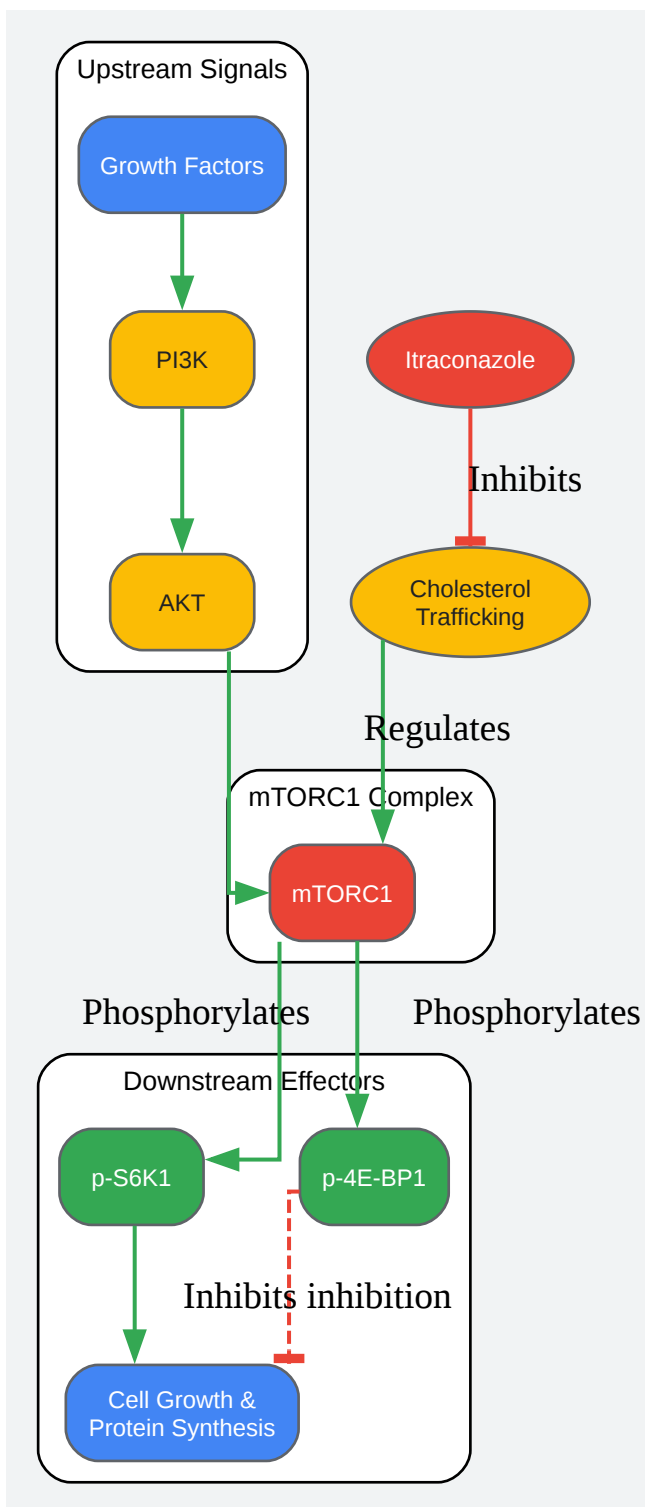 Upstream Signals
Growth Factors
PI3K
Itraconazole
Inhibits
AKT
Cholesterol
Trafficking
Regulates
mTORC1 Complex
mTORC1
Phosphorylates
Phosphorylates
Downstream Effectors
p-S6K1
p-4E-BP1
Inhibits inhibition
Cell Growth &
Protein Synthesis